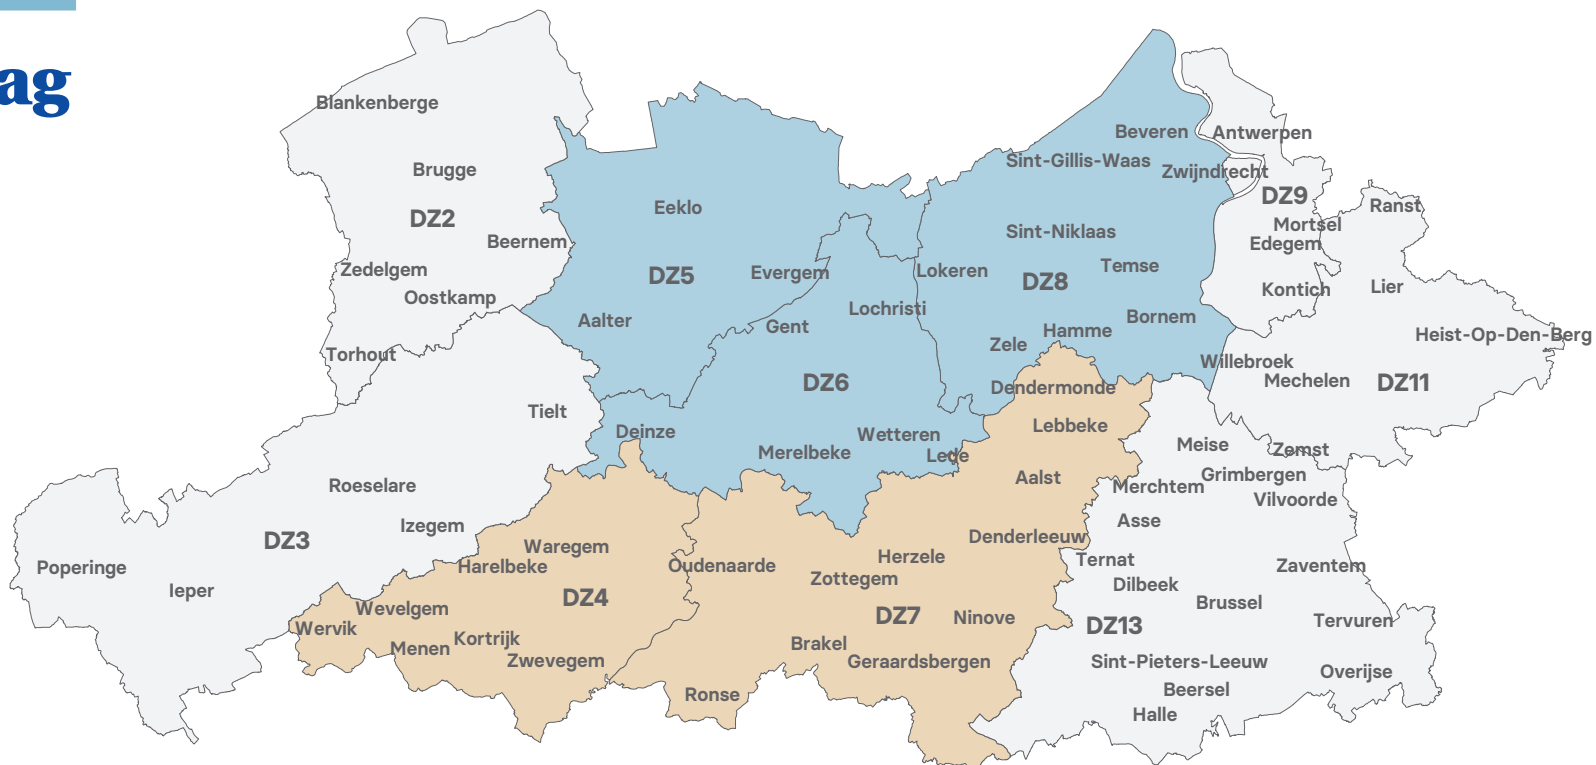 ag
Blankenberge
Brugge
DZ2
Beernem
Zedelgem
Oostkamp
Torhout
Tielt
Roeselare
Izegem
DZ3
Poperinge
Ieper
Eeklo
DZ5
Evergem
Aalter
Lochristi
Gent
DZ6
Deinze
Wetteren
Merelbeke
Lede
Beveren
Sint-Gillis-Waas
Zwijndrecht
Sint-Niklaas
Lokeren
Temse
DZ8
Bornem
Hamme
Zele
Antwerpen
DZ9
Mortsel
Edegem
Kontich
Ranst
Lier
Heist-Op-Den-Berg
Willebroek
Mechelen
DZ11
Waregem
Harelbeke
DZ4
Wevelgem
Wervik
Kortrijk
Menen
Zwevegem
Dendermonde
Lebbeke
Aalst
Denderleeuw
Herzele
Oudenaarde
Zottegem
DZ7
Ninove
Brakel
Geraardsbergen
Ronse
Meise
Zemst
Grimbergen
Merchtem
Vilvoorde
Asse
Ternat
Zaventem
Dilbeek
Brussel
Tervuren
DZ13
Sint-Pieters-Leeuw
Overijse
Beersel
Halle